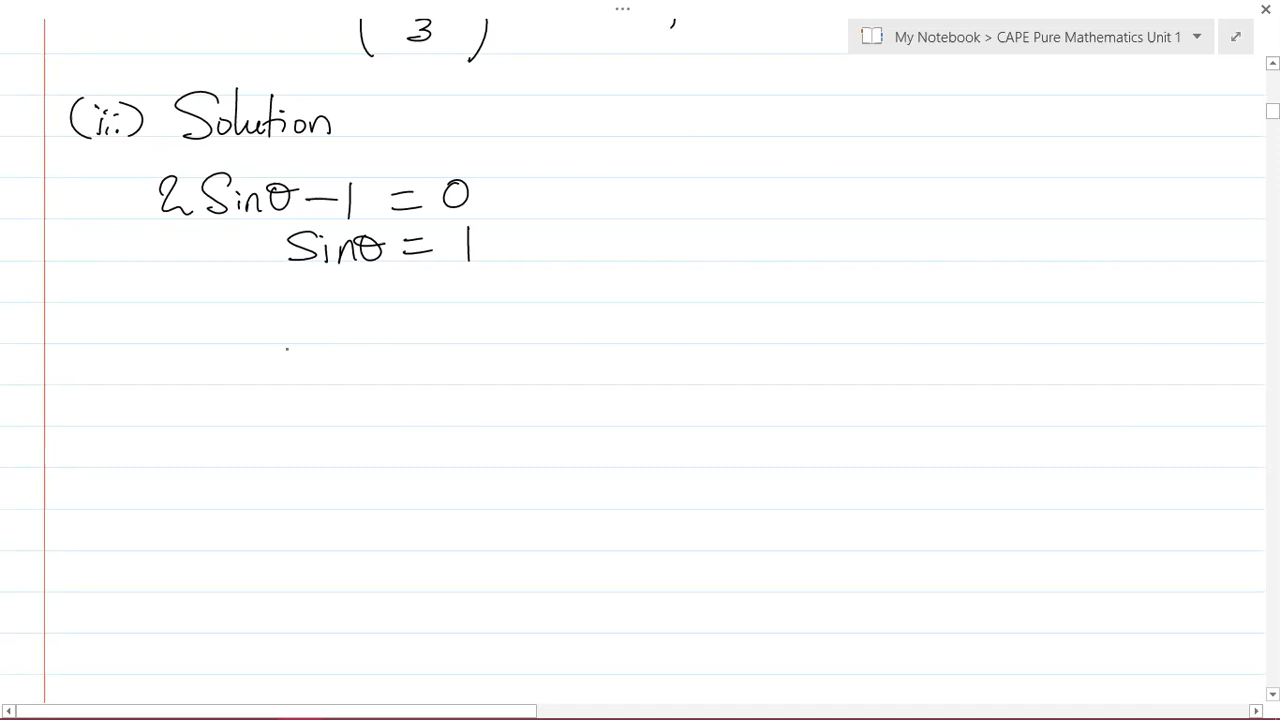 ( 3 ) ,
My Notebook > CAPE Pure Mathematics Unit 1
(ii) Solution
2 Sinθ − 1 = 0
Sinθ = 1